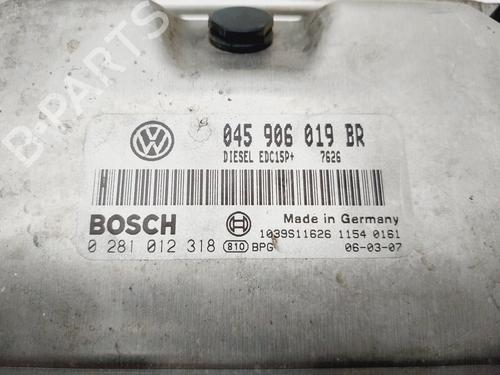 B-PARTS
045 906 019 BR
DIESEL EDC15P+ 7626
BOSCH
Made in Germany
1039S11626 1154 0161
0 281 012 318 810 BPG 06-03-07